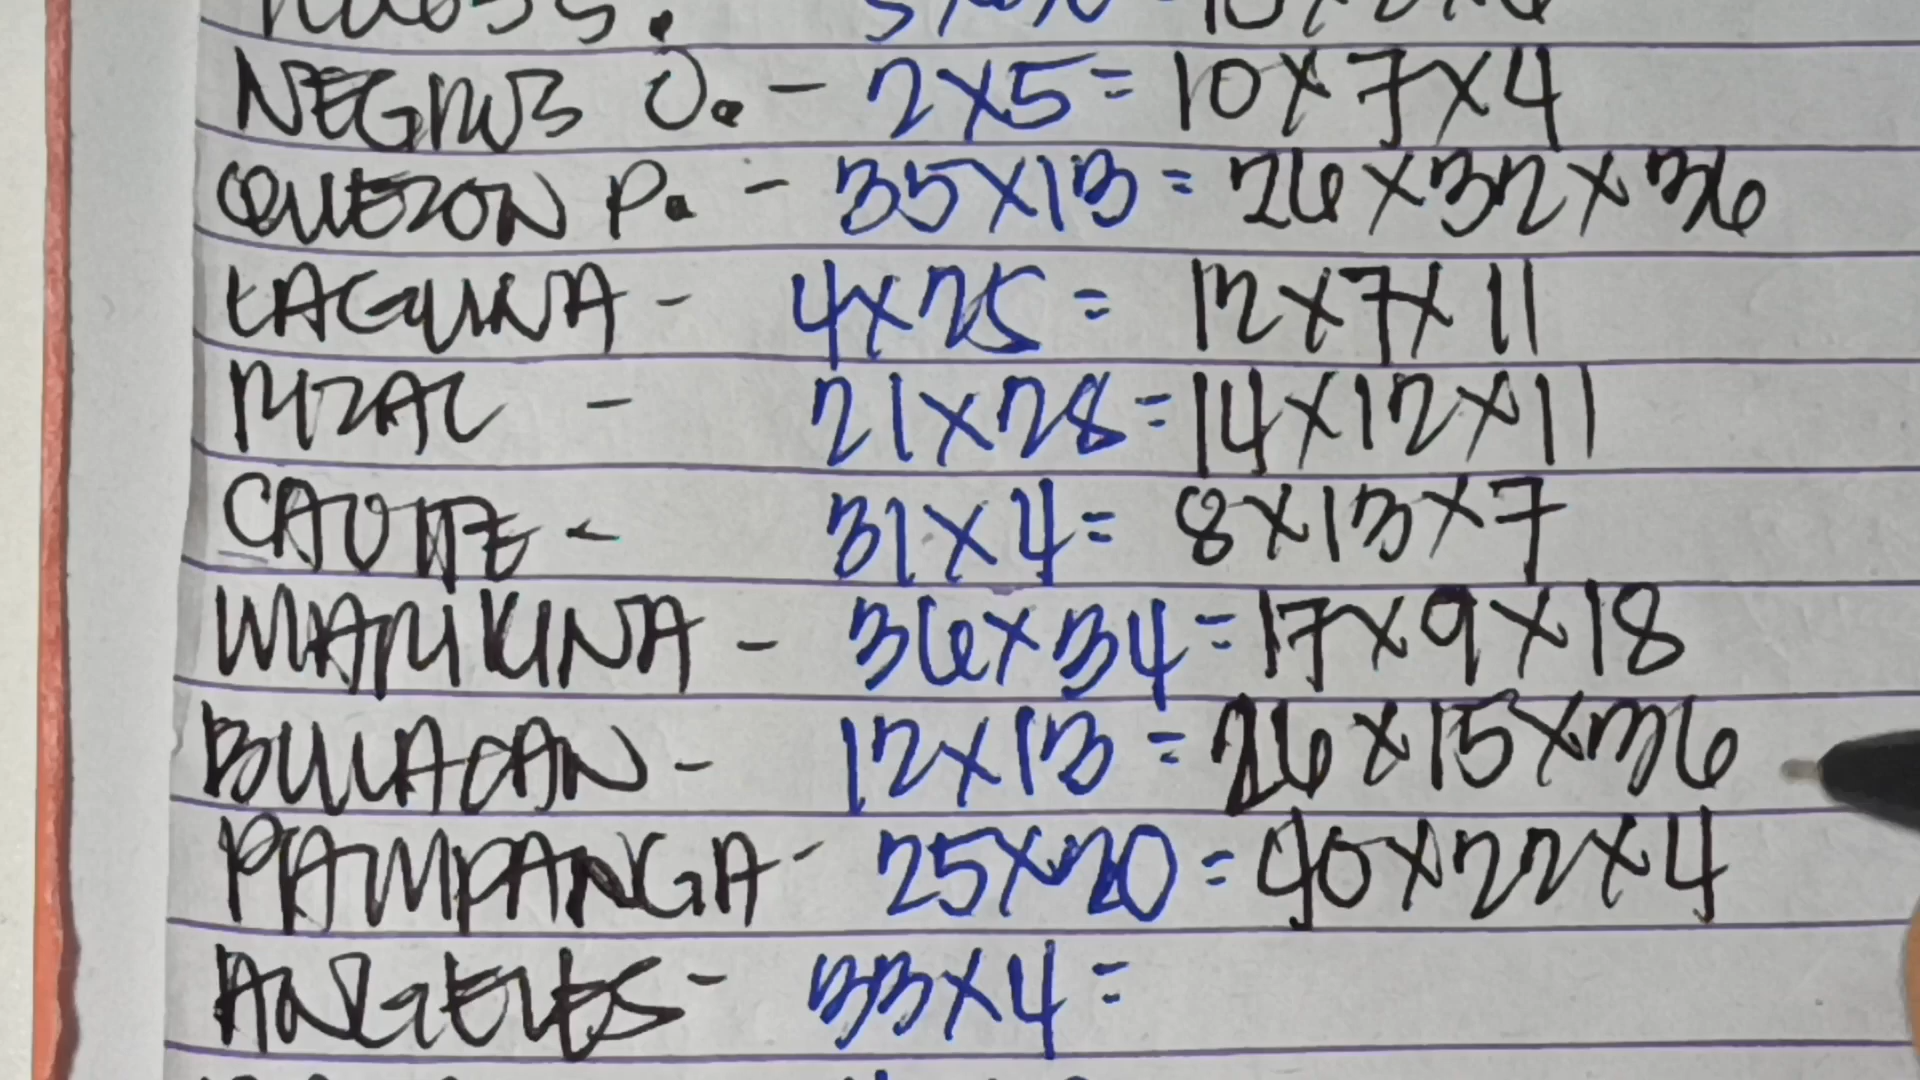 NEGROS O. - 2X5= 10X7X4
QUEZON P. - 35X13= 26X32X36
LAGUNA - 4X25= 12X7X11
RIZAL - 21X28= 14X12X11
CAVITE - 31X4= 8X13X7
MARIKINA - 36X34= 17X9X18
BULACAN - 12X13= 26X15X36
PAMPANGA - 25X20= 40X22X4
ANGELES - 33X4=